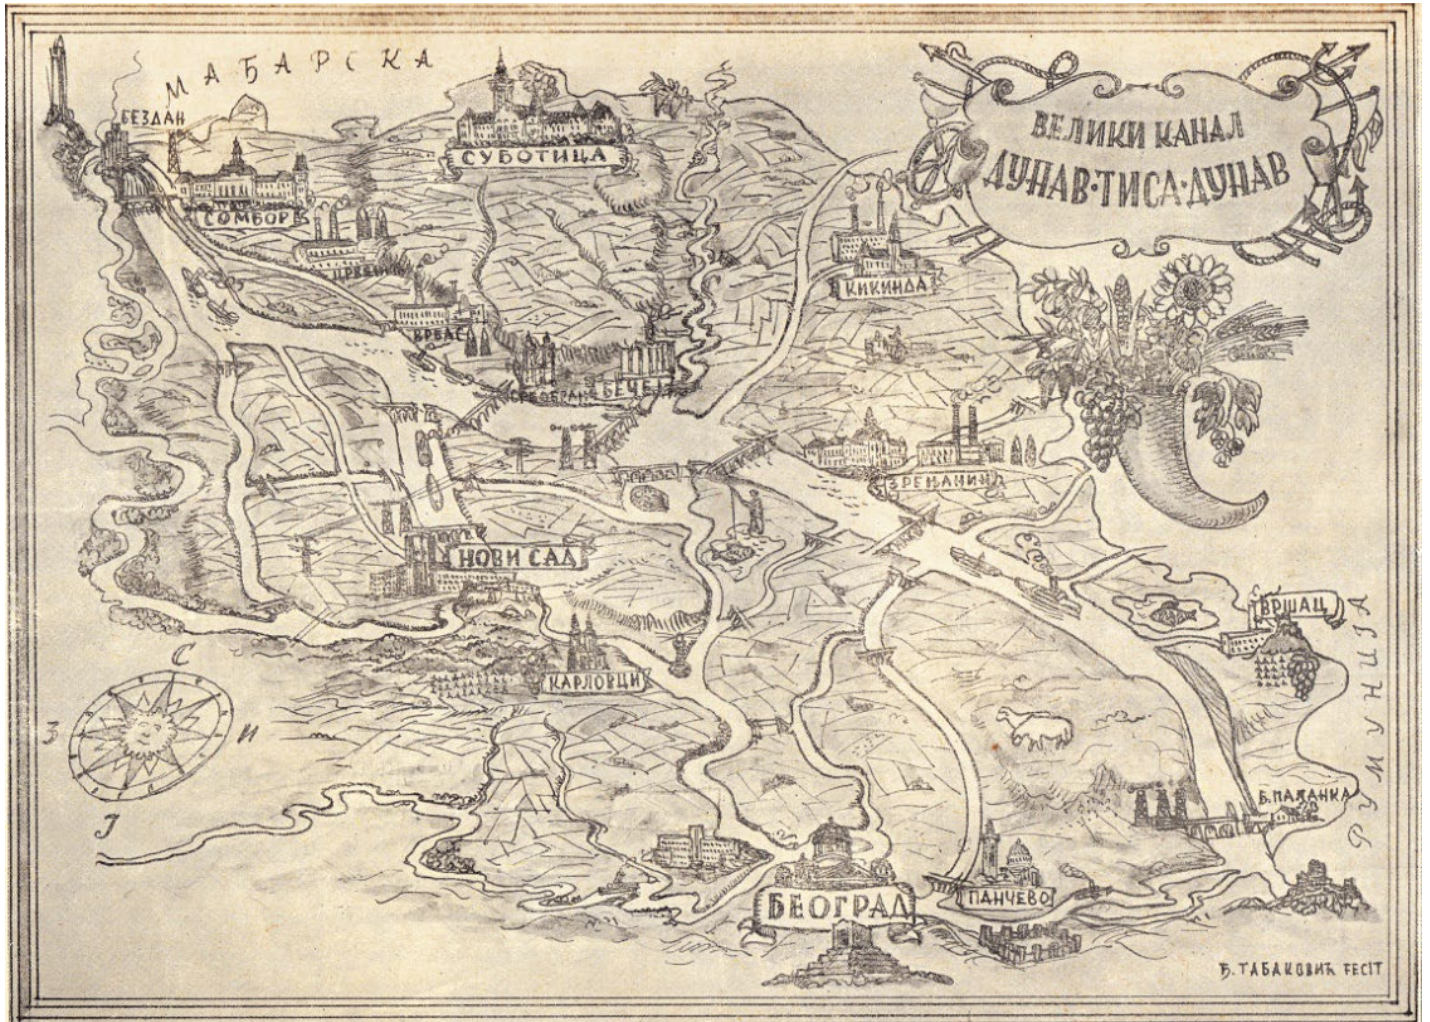 МАЂАРСКА
БЕЗДАН
СУБОТИЦА
ВЕЛИКИ КАНАЛ
ДУНАВ·ТИСА·ДУНАВ
СОМБОР
ЦРВЕНКА
КИКИНДА
ВРБАС
СРБОБРАН
БЕЧЕЈ
ЗРЕЊАНИН
НОВИ САД
ВРШАЦ
РУМУНИЈА
КАРЛОВЦИ
С
З
И
Ј
Б. ПАЛАНКА
БЕОГРАД
ПАНЧЕВО
Ђ. ТАБАКОВИЋ FECIT